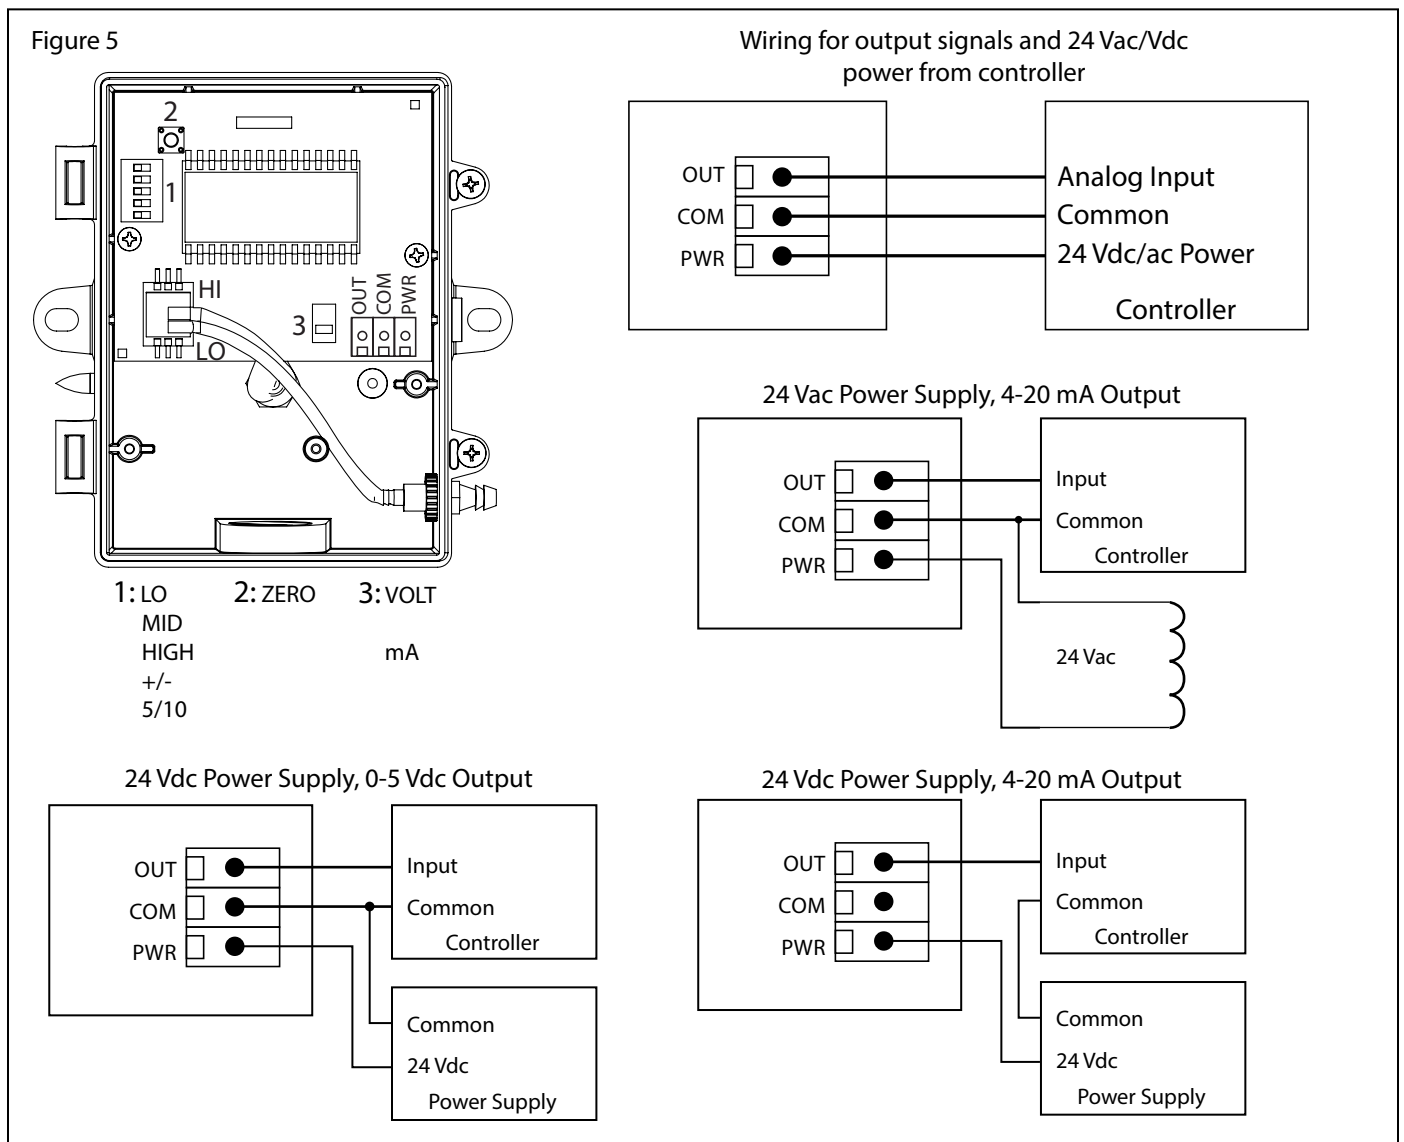 Figure 5
Wiring for output signals and 24 Vac/Vdc
power from controller
2
1
HI
LO
3
OUT
COM
PWR
1: LO
MID
HIGH
+/-
5/10
2: ZERO
3: VOLT
mA
OUT
COM
PWR
Analog Input
Common
24 Vdc/ac Power
Controller
24 Vac Power Supply, 4-20 mA Output
OUT
COM
PWR
Input
Common
Controller
24 Vac
24 Vdc Power Supply, 0-5 Vdc Output
OUT
COM
PWR
Input
Common
Controller
Common
24 Vdc
Power Supply
24 Vdc Power Supply, 4-20 mA Output
OUT
COM
PWR
Input
Common
Controller
Common
24 Vdc
Power Supply